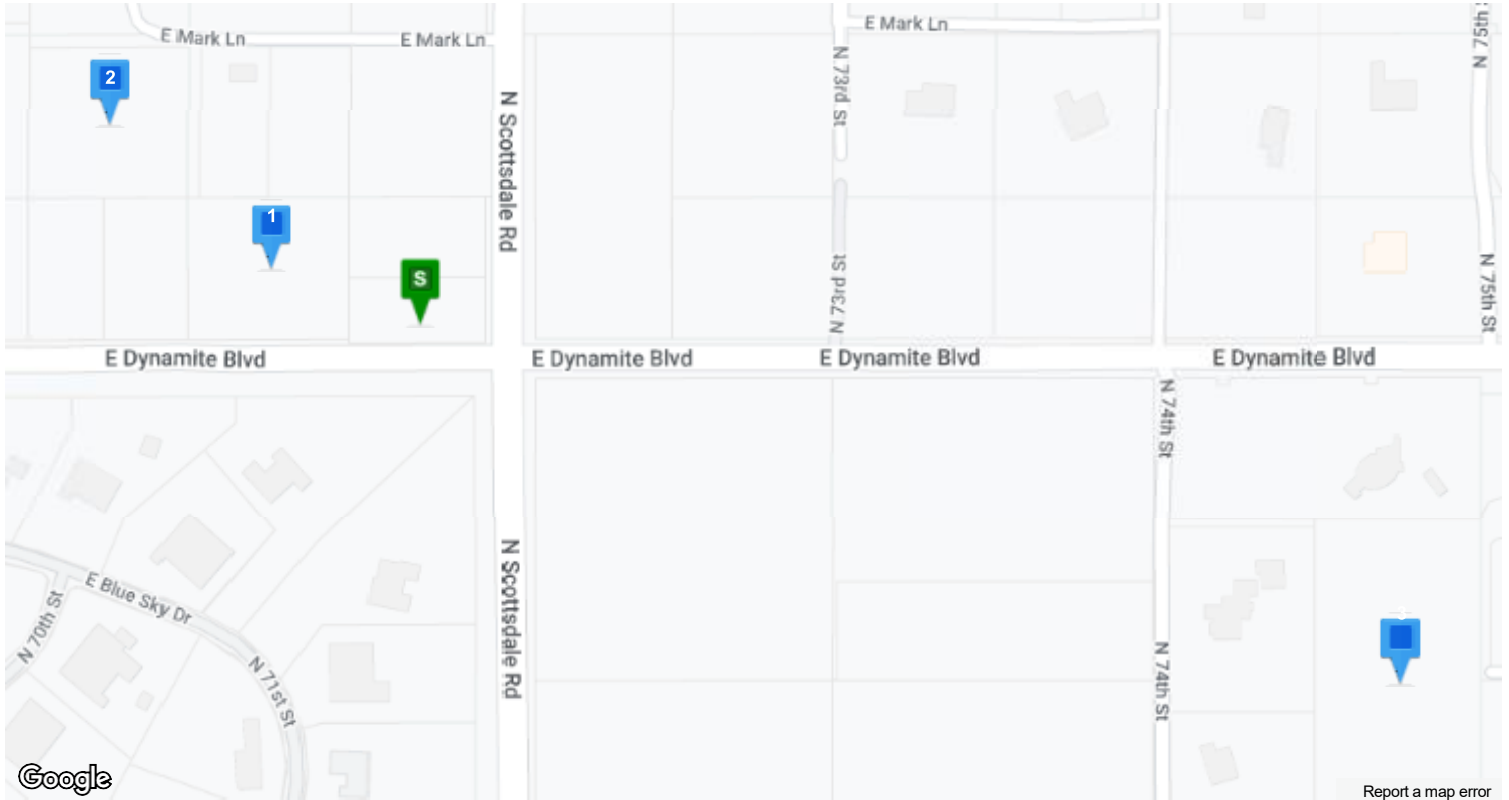 E Mark Ln
E Mark Ln
E Mark Ln
N 75th
2
N 73rd St
N Scottsdale Rd
1
S
N 73rd St
N 75th St
E Dynamite Blvd
E Dynamite Blvd
E Dynamite Blvd
E Dynamite Blvd
N 74th St
N Scottsdale Rd
E Blue Sky Dr
N 70th St
N 71st St
N 74th St
Google
Report a map error